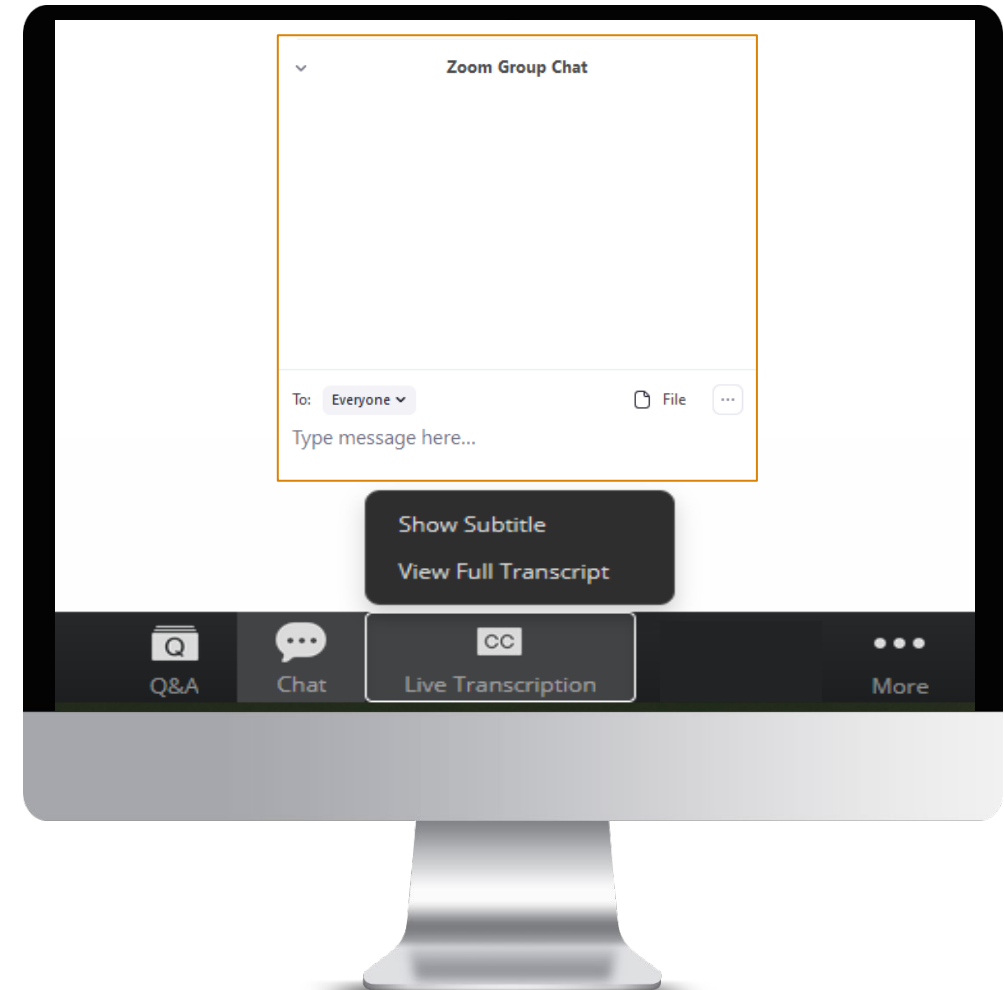 Zoom Group Chat
To: Everyone File
Type message here...
Show Subtitle
View Full Transcript
Q
CC
Q&A Chat Live Transcription More